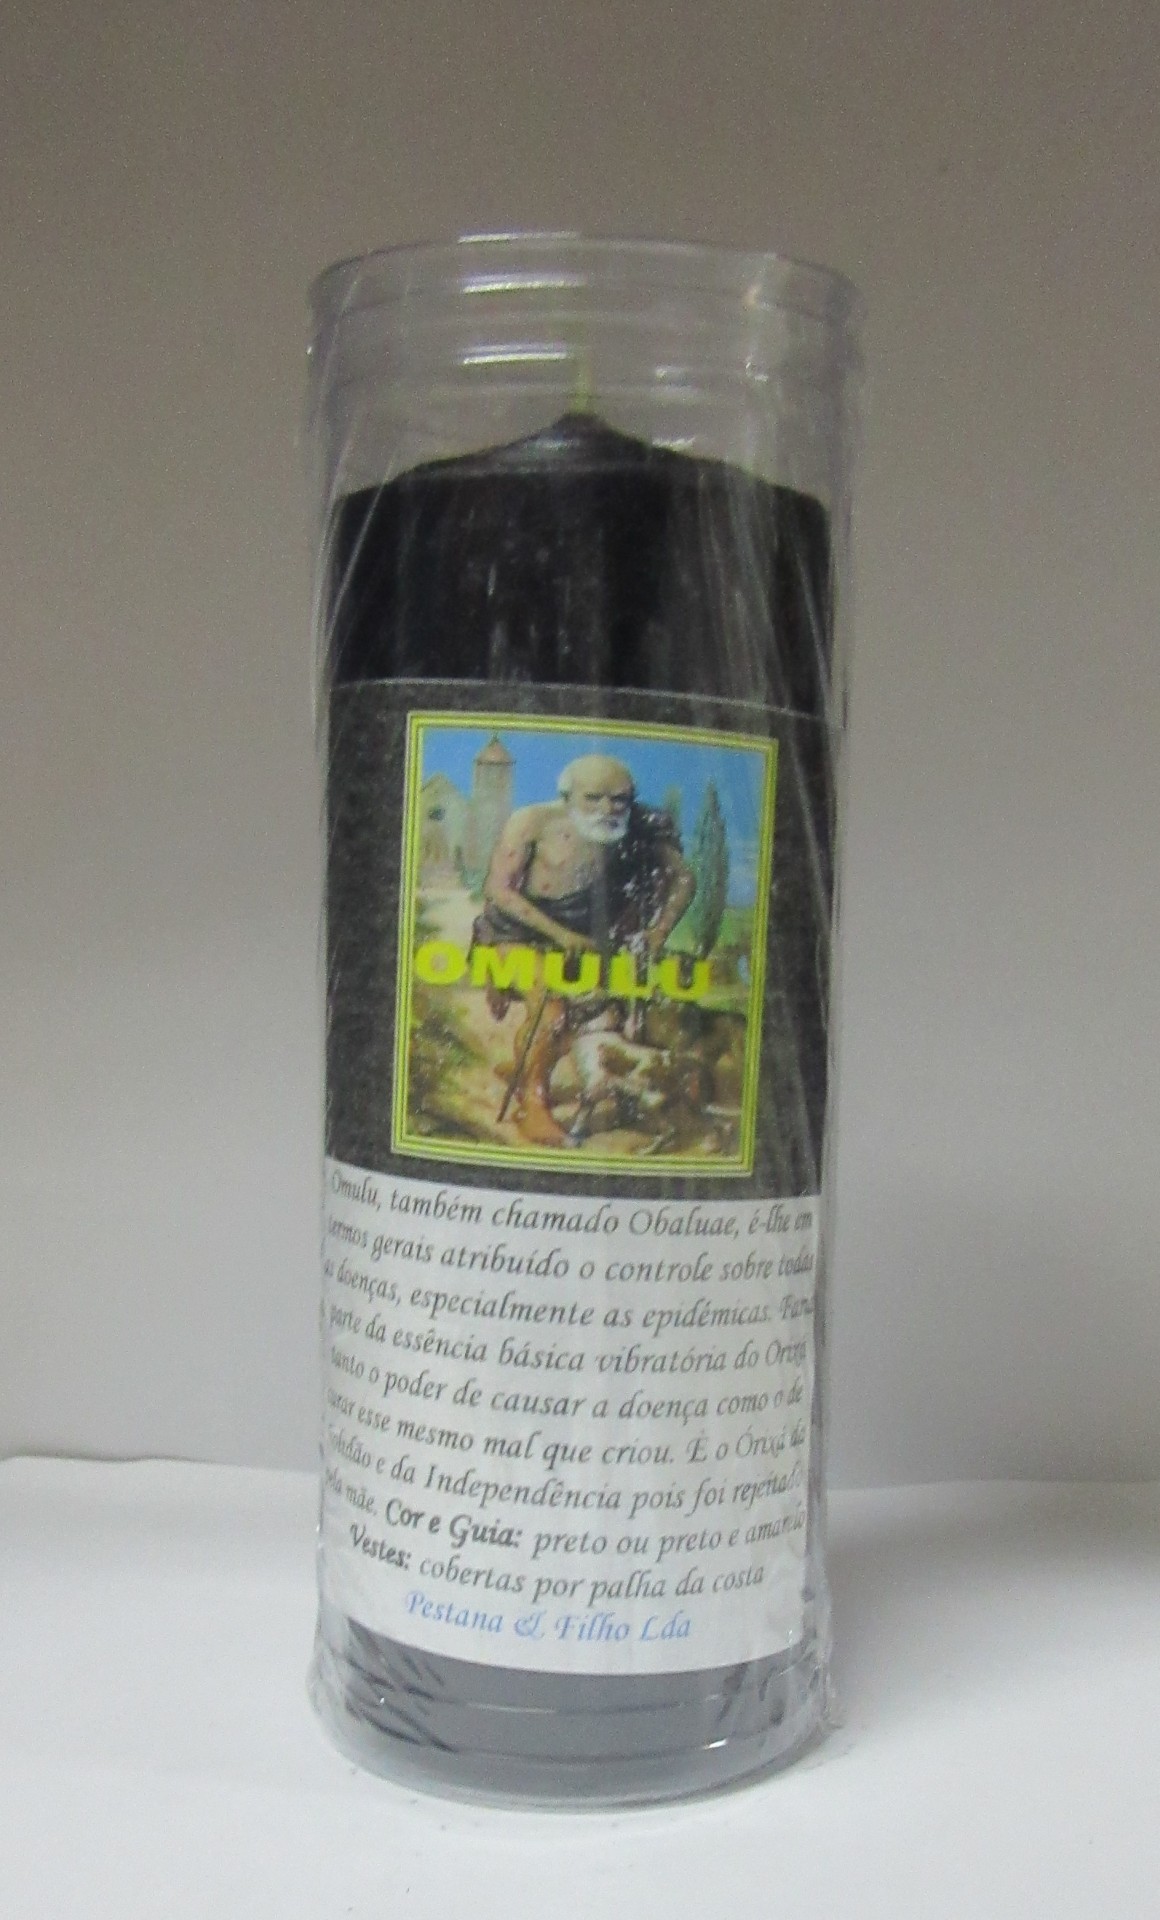 OMULU
Omulu, também chamado Obaluae, é-lhe em
termos gerais atribuído o controle sobre todas
as doenças, especialmente as epidémicas. Fará
parte da essência básica vibratória do Orixá
tanto o poder de causar a doença como o de
curar esse mesmo mal que criou. È o Órixá da
Solidão e da Independência pois foi rejeitado
pela mãe. Cor e Guia: preto ou preto e amarelo
Vestes: cobertas por palha da costa
Pestana & Filho Lda